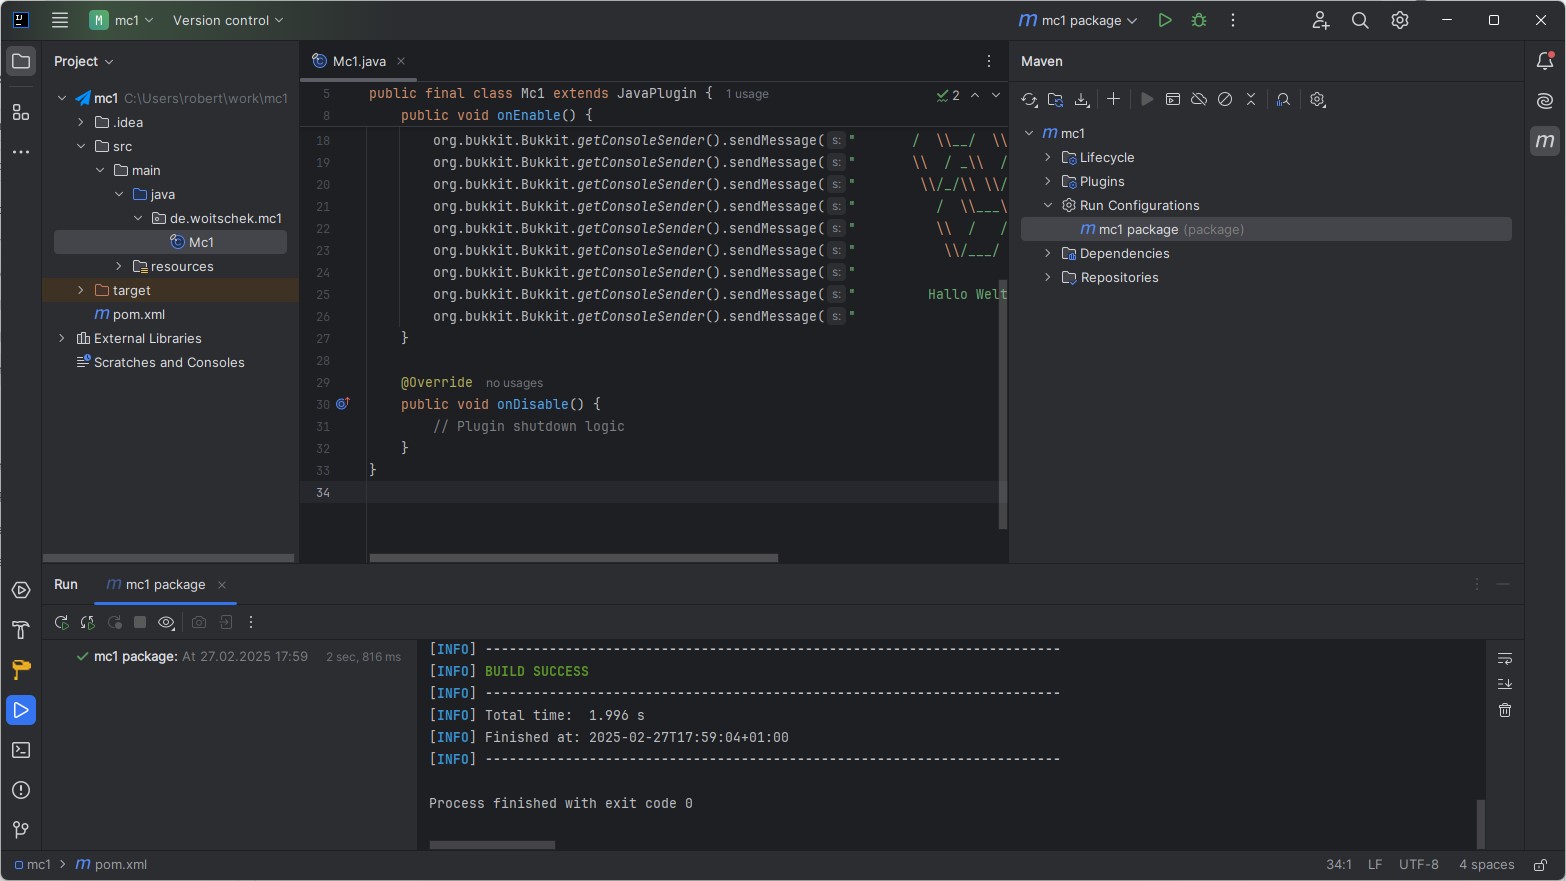 M mc1 Version control m mc1 package
Project
mc1 C:\Users\robert\work\mc1
.idea
src
main
java
de.woitschek.mc1
Mc1
resources
target
m pom.xml
External Libraries
Scratches and Consoles
Mc1.java
5 public final class Mc1 extends JavaPlugin { 1 usage
2
8 public void onEnable() {
18 org.bukkit.Bukkit.getConsoleSender().sendMessage( s: "        /  \\__/  \\
19 org.bukkit.Bukkit.getConsoleSender().sendMessage( s: "        \\  / _\\  /
20 org.bukkit.Bukkit.getConsoleSender().sendMessage( s: "         \\/_/\\ \\/
21 org.bukkit.Bukkit.getConsoleSender().sendMessage( s: "           /  \\___\
22 org.bukkit.Bukkit.getConsoleSender().sendMessage( s: "           \\  /   /
23 org.bukkit.Bukkit.getConsoleSender().sendMessage( s: "            \\/___/
24 org.bukkit.Bukkit.getConsoleSender().sendMessage( s: "
25 org.bukkit.Bukkit.getConsoleSender().sendMessage( s: "          Hallo Welt
26 org.bukkit.Bukkit.getConsoleSender().sendMessage( s: "
27 }
28
29 @Override no usages
30 public void onDisable() {
31 // Plugin shutdown logic
32 }
33 }
34
Maven
m mc1
Lifecycle
Plugins
Run Configurations
m mc1 package (package)
Dependencies
Repositories
m
Run m mc1 package
mc1 package: At 27.02.2025 17:59 2 sec, 816 ms
[INFO] ------------------------------------------------------------------------
[INFO] BUILD SUCCESS
[INFO] ------------------------------------------------------------------------
[INFO] Total time:  1.996 s
[INFO] Finished at: 2025-02-27T17:59:04+01:00
[INFO] ------------------------------------------------------------------------
Process finished with exit code 0
mc1 > m pom.xml
34:1 LF UTF-8 4 spaces